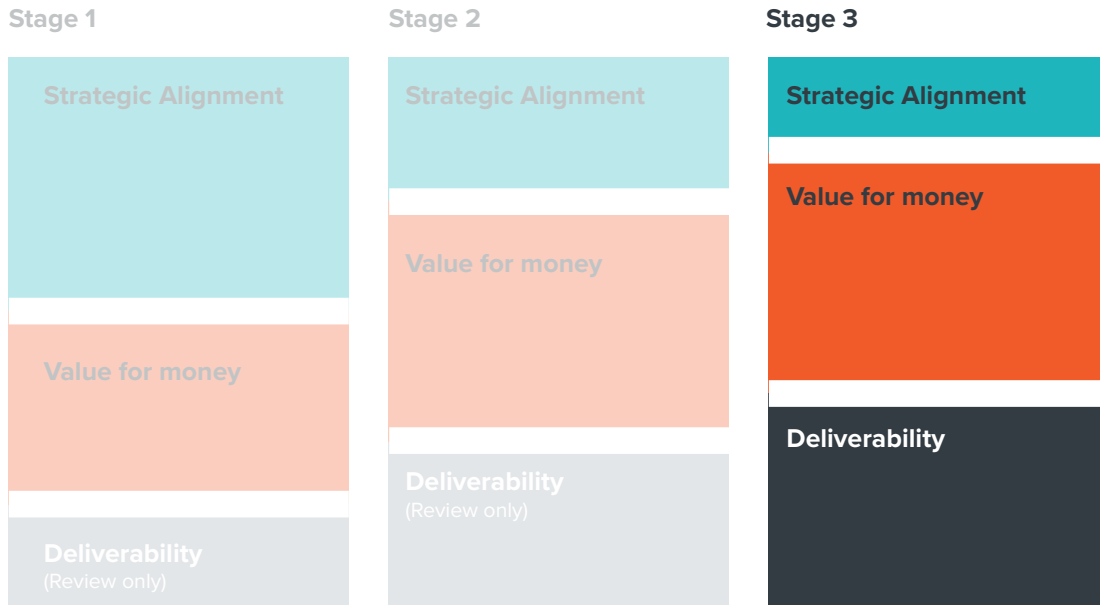 Stage 1
Strategic Alignment
Value for money
Deliverability
(Review only)
Stage 2
Strategic Alignment
Value for money
Deliverability
(Review only)
Stage 3
Strategic Alignment
Value for money
Deliverability